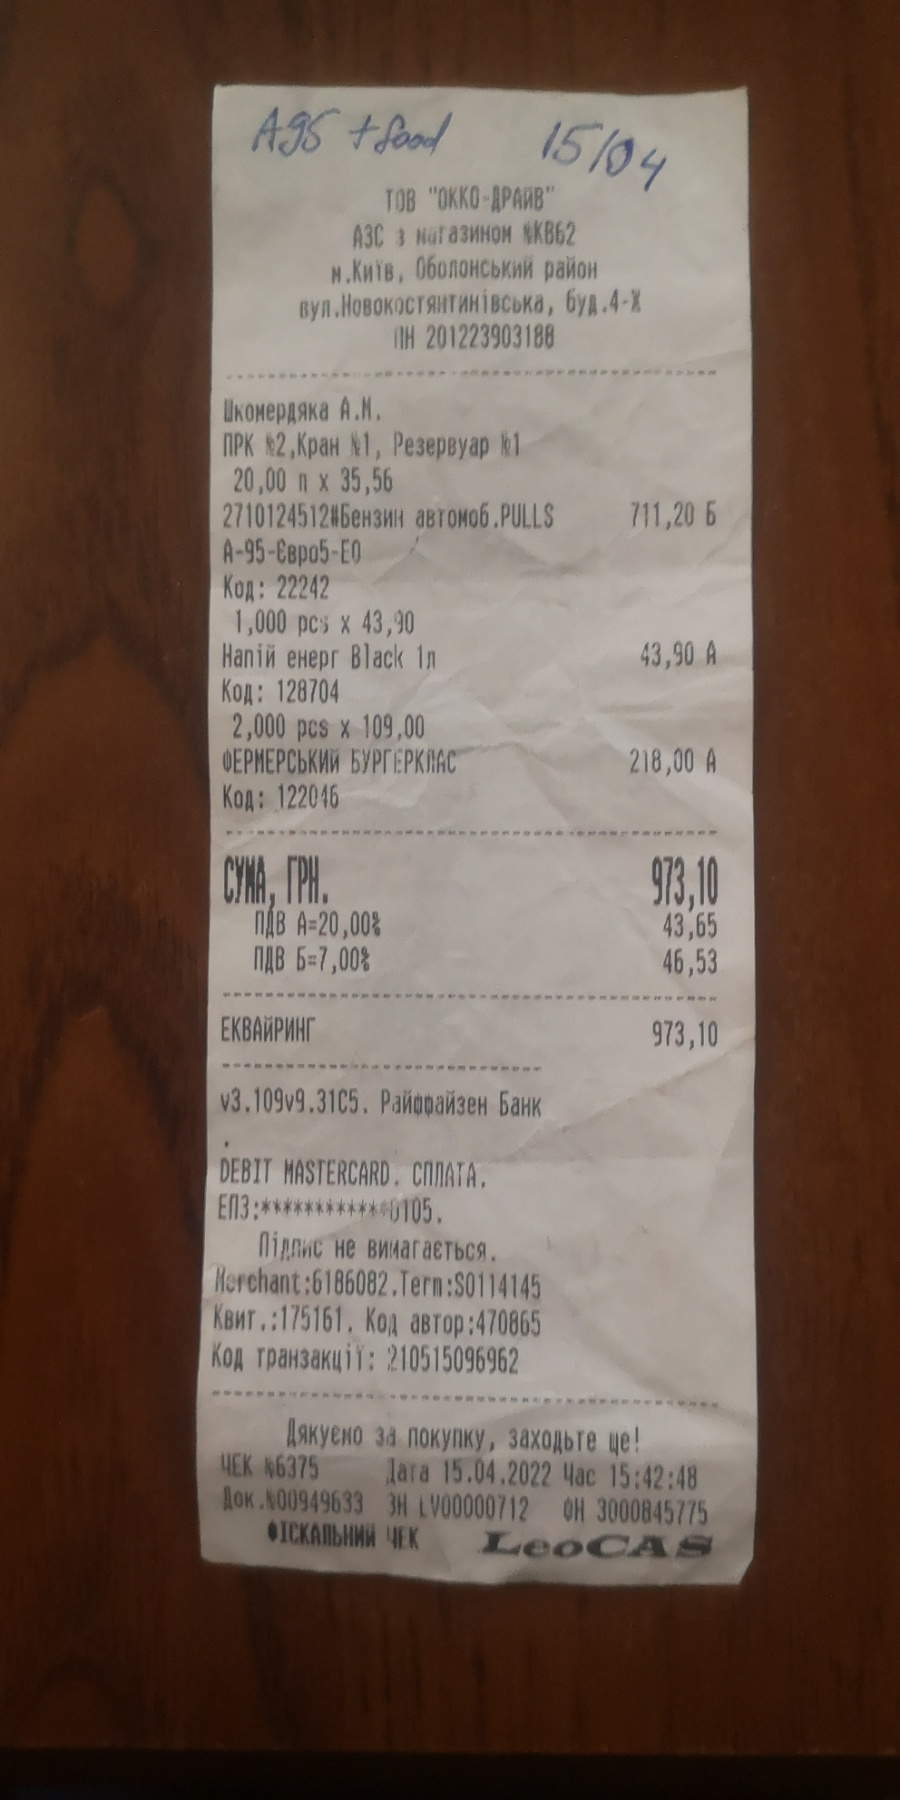 A95 + food 15/04
ТОВ "ОККО-ДРАЙВ"
АЗС з магазином №КВ62
м.Київ, Оболонський район
вул.Новокостянтинівська, буд.4-Х
ПН 201223903188
Шкомердяка А.М.
ПРК №2,Кран №1, Резервуар №1
20,00 л x 35,56
2710124512#Бензин автомоб.PULLS 711,20 Б
А-95-Євро5-Е0
Код: 22242
1,000 pcs x 43,90
Напій енерг Black 1л 43,90 А
Код: 128704
2,000 pcs x 109,00
ФЕРМЕРСЬКИЙ БУРГЕРКЛАС 218,00 А
Код: 122046
СУМА, ГРН. 973,10
ПДВ А=20,00% 43,65
ПДВ Б=7,00% 46,53
ЕКВАЙРИНГ 973,10
v3.109v9.31C5. Райффайзен Банк
.
DEBIT MASTERCARD. СПЛАТА.
ЕПЗ:************0105.
Підпис не вимагається.
Merchant:6186082.Term:S0114145
Квит.:175161. Код автор:470865
Код транзакції: 210515096962
Дякуємо за покупку, заходьте ще!
ЧЕК №6375 Дата 15.04.2022 Час 15:42:48
Док.№00949633 ЗН LV00000712 ФН 3000845775
ФІСКАЛЬНИЙ ЧЕК LeoCAS